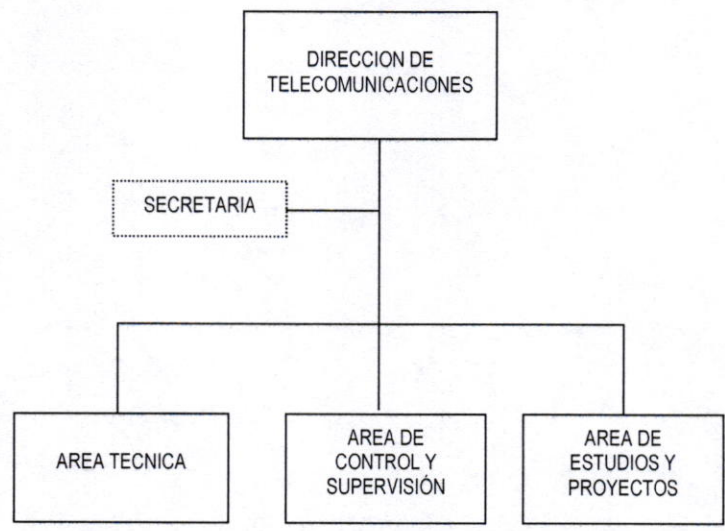 DIRECCION DE
TELECOMUNICACIONES
SECRETARIA
AREA TECNICA
AREA DE
CONTROL Y
SUPERVISIÓN
AREA DE
ESTUDIOS Y
PROYECTOS